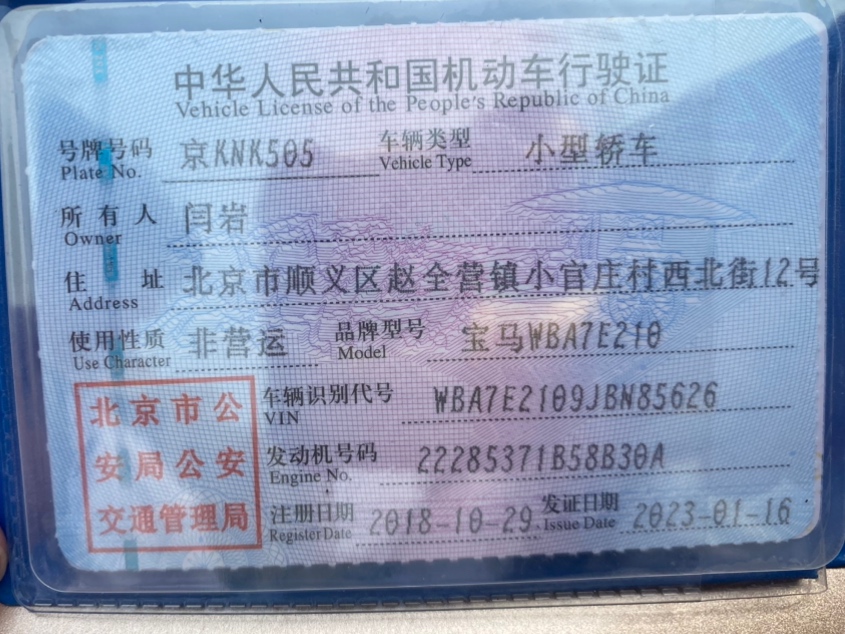 中华人民共和国机动车行驶证
Vehicle License of the People's Republic of China
号牌号码 京KNK505 车辆类型 小型轿车
Plate No. Vehicle Type
所有人 闫岩
Owner
住址 北京市顺义区赵全营镇小官庄村西北街12号
Address
使用性质 非营运 品牌型号 宝马WBA7E210
Use Character Model
北京市公
安局公安
交通管理局
车辆识别代号 WBA7E2109JBN85626
VIN
发动机号码 22285371B58B30A
Engine No.
注册日期 2018-10-29 发证日期 2023-01-16
Register Date Issue Date